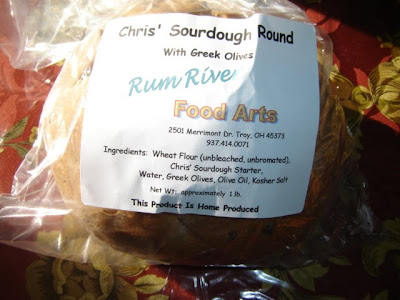 Chris' Sourdough Round
With Greek Olives
Rum River
Food Arts
2501 Merrimont Dr. Troy, OH 45373
937.414.0071
Ingredients: Wheat Flour (unbleached, unbromated),
Chris' Sourdough Starter,
Water, Greek Olives, Olive Oil, Kosher Salt
Net Wt: approximately 1 lb.
This Product Is Home Produced